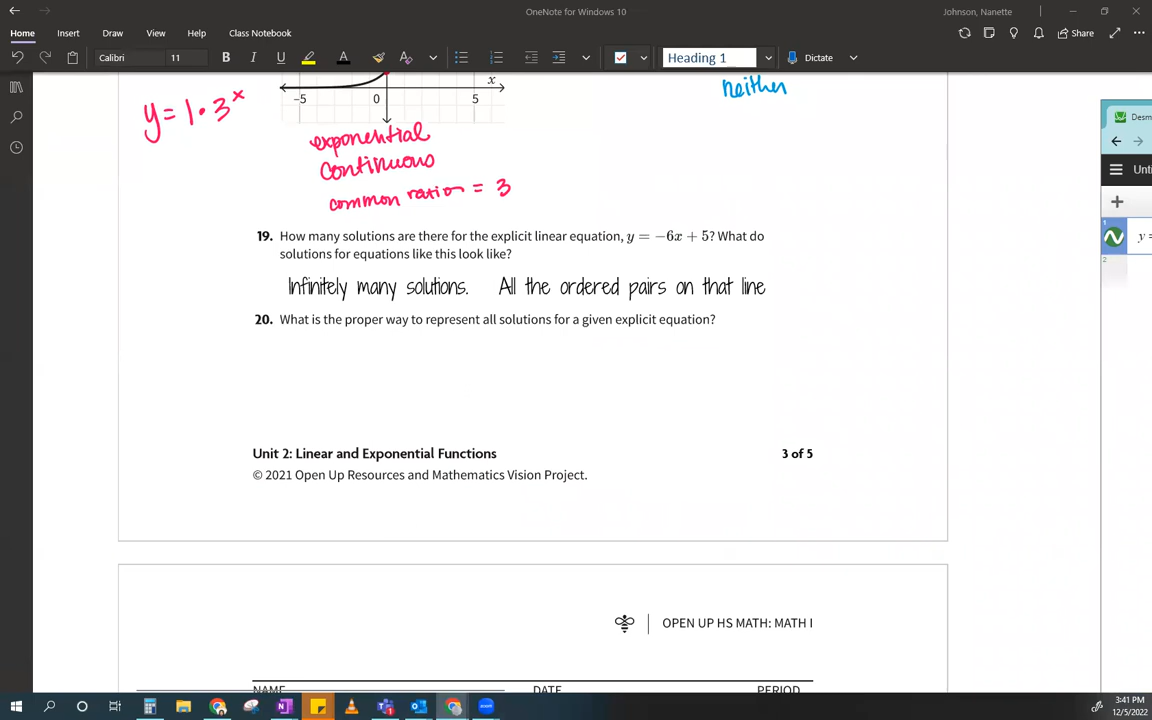 OneNote for Windows 10
Johnson, Nanette
Home Insert Draw View Help Class Notebook
Share
Calibri 11 B I U A Heading 1 Dictate
x
−5 0 5
neither
y = 1 · 3^x
exponential
continuous
common ration = 3
19. How many solutions are there for the explicit linear equation, y = −6x + 5? What do
solutions for equations like this look like?
Infinitely many solutions. All the ordered pairs on that line
20. What is the proper way to represent all solutions for a given explicit equation?
Unit 2: Linear and Exponential Functions 3 of 5
© 2021 Open Up Resources and Mathematics Vision Project.
OPEN UP HS MATH: MATH I
NAME DATE PERIOD
Desm
Unti
1
y =
2
3:41 PM
12/5/2022